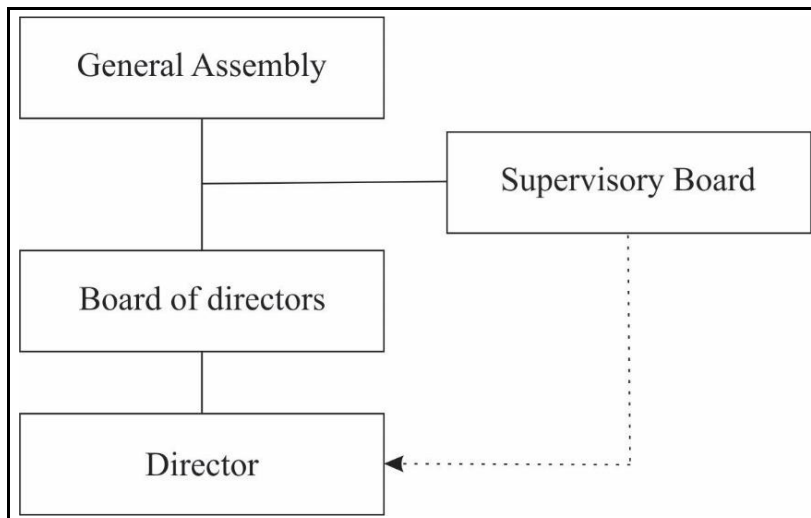 General Assembly
Supervisory Board
Board of directors
Director